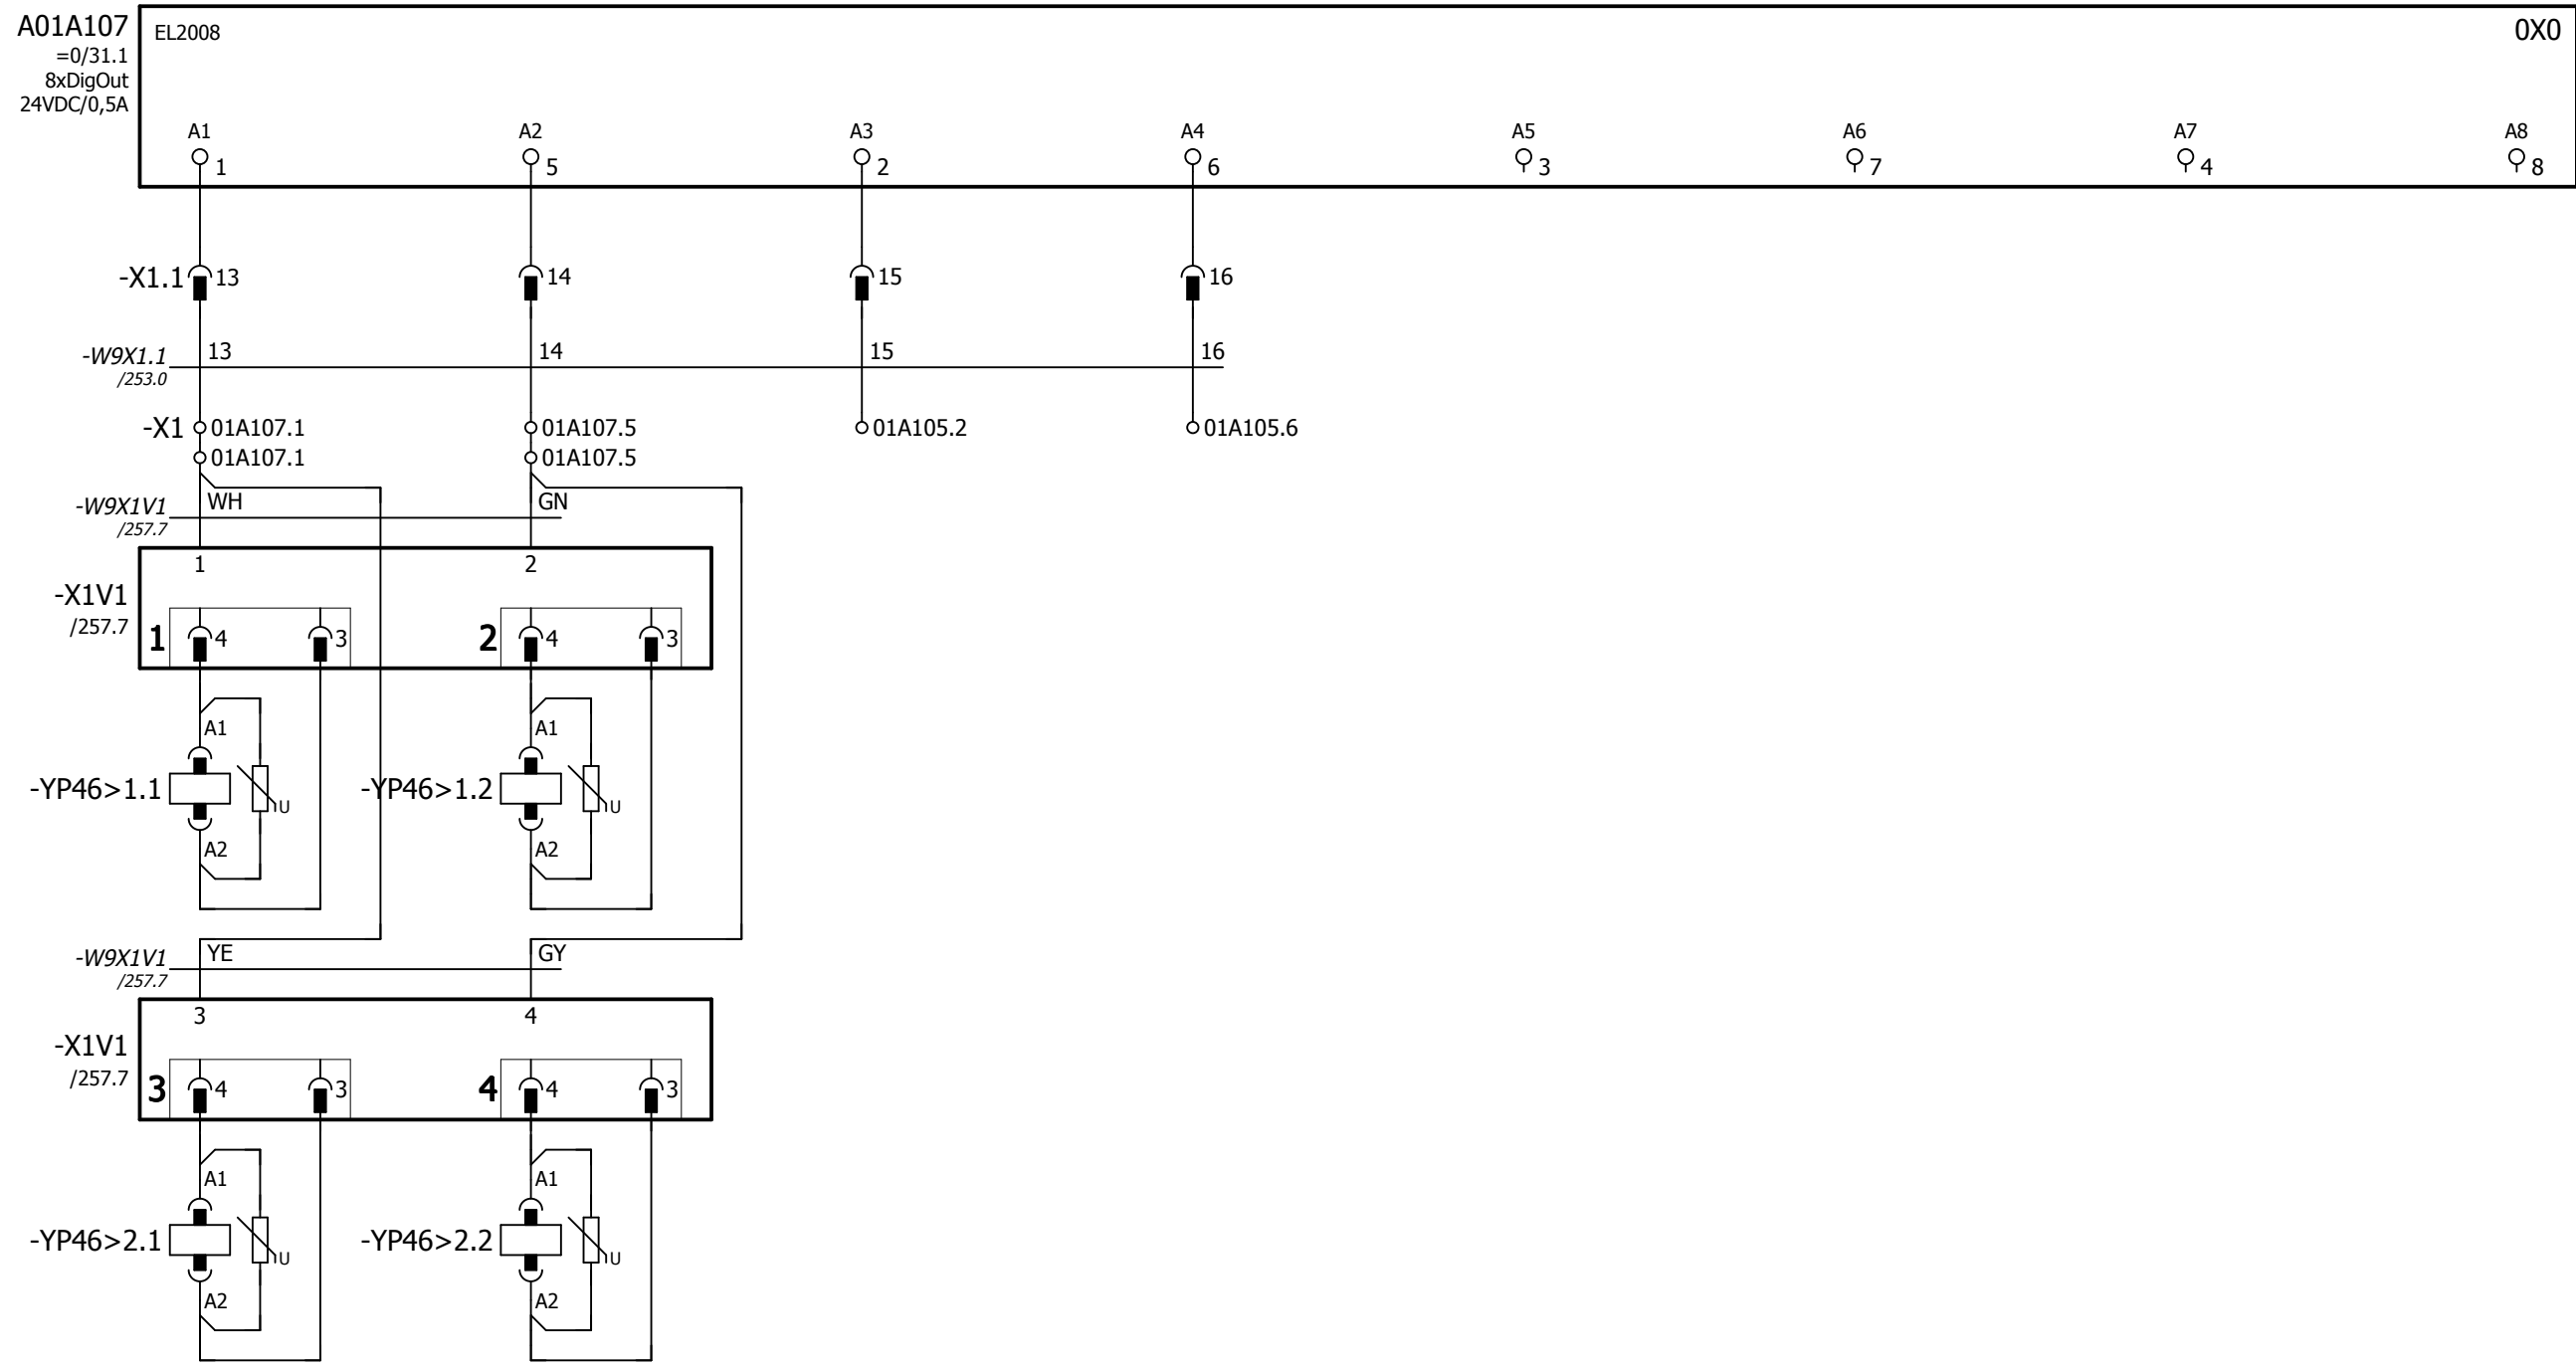 A01A107
=0/31.1
8xDigOut
24VDC/0,5A
EL2008
0X0
A1 A2 A3 A4 A5 A6 A7 A8
1 5 2 6 3 7 4 8
-X1.1 13 14 15 16
-W9X1.1 13 14 15 16
/253.0
-X1 01A107.1 01A107.5 01A105.2 01A105.6
01A107.1 01A107.5
-W9X1V1 WH GN
/257.7
1 2
-X1V1
/257.7
1 4 3 2 4 3
A1 A1
-YP46>1.1 U -YP46>1.2 U
A2 A2
-W9X1V1 YE GY
/257.7
3 4
-X1V1
/257.7
3 4 3 4 4 3
A1 A1
-YP46>2.1 U -YP46>2.2 U
A2 A2